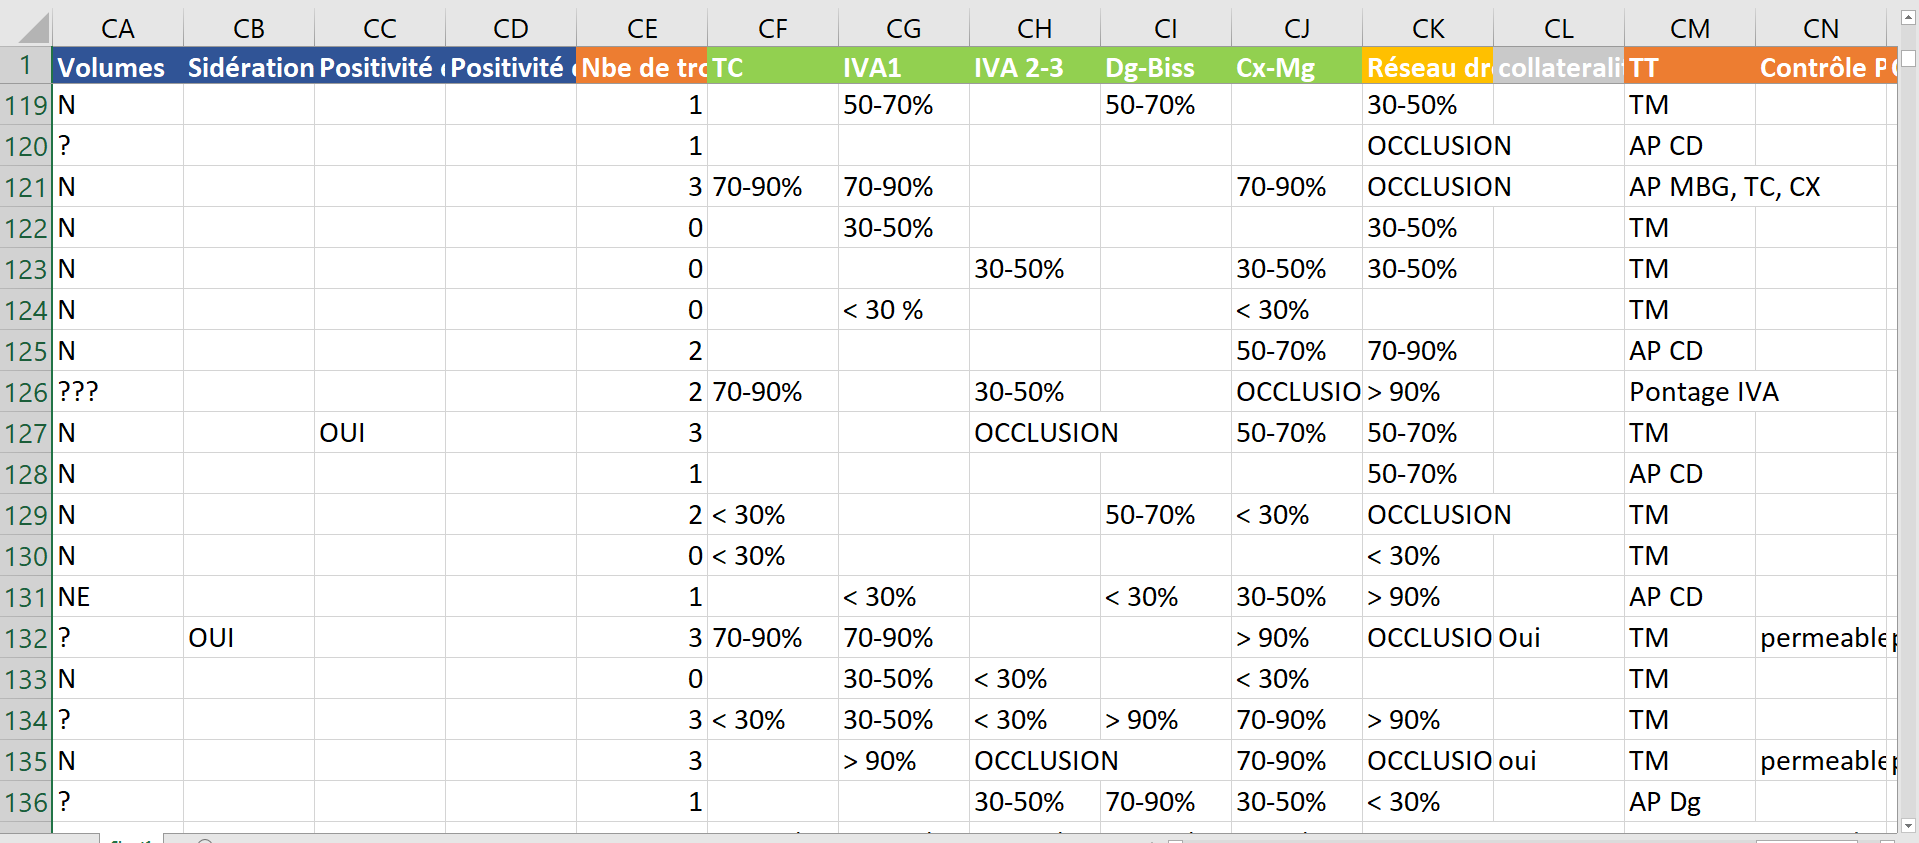 CA CB CC CD CE CF CG CH CI CJ CK CL CM CN
1 Volumes Sidération Positivité Positivité Nbe de TC IVA1 IVA 2-3 Dg-Biss Cx-Mg Réseau TT Contrôle
119 N 1 50-70% 50-70% 30-50% TM
120 ? 1 OCCLUSION AP CD
121 N 3 70-90% 70-90% 70-90% OCCLUSION AP MBG, TC, CX
122 N 0 30-50% 30-50% TM
123 N 0 30-50% 30-50% 30-50% TM
124 N 0 < 30 % < 30% TM
125 N 2 50-70% 70-90% AP CD
126 ??? 2 70-90% 30-50% OCCLUSIO > 90% Pontage IVA
127 N OUI 3 OCCLUSION 50-70% 50-70% TM
128 N 1 50-70% AP CD
129 N 2 < 30% 50-70% < 30% OCCLUSION TM
130 N 0 < 30% < 30% TM
131 NE 1 < 30% < 30% 30-50% > 90% AP CD
132 ? OUI 3 70-90% 70-90% > 90% OCCLUSIO Oui TM permeable
133 N 0 30-50% < 30% < 30% TM
134 ? 3 < 30% 30-50% < 30% > 90% 70-90% > 90% TM
135 N 3 > 90% OCCLUSION 70-90% OCCLUSIO oui TM permeable
136 ? 1 30-50% 70-90% 30-50% < 30% AP Dg